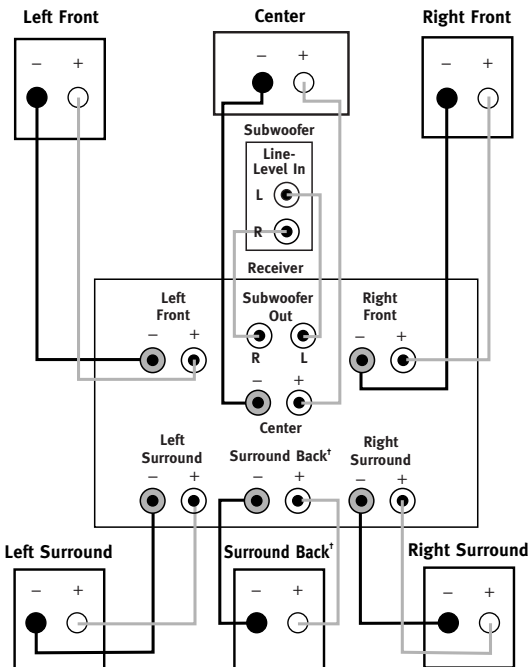 Left Front
Center
Right Front
− +
− +
− +
Subwoofer
Line-
Level In
L
R
Receiver
Left
Front
Subwoofer
Out
Right
Front
− +
R L
− +
− +
Center
Left
Surround
Surround Back†
Right
Surround
− +
− +
− +
Left Surround
Surround Back†
Right Surround
− +
− +
− +